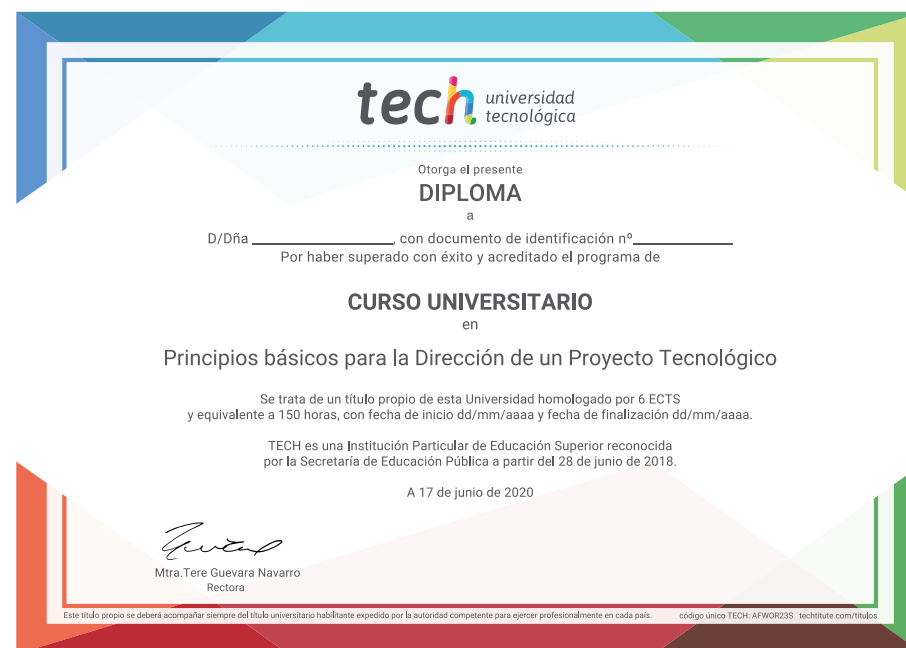 tech universidad
tecnológica
Otorga el presente
DIPLOMA
a
D/Dña ____________________, con documento de identificación nº______________
Por haber superado con éxito y acreditado el programa de
CURSO UNIVERSITARIO
en
Principios básicos para la Dirección de un Proyecto Tecnológico
Se trata de un título propio de esta Universidad homologado por 6 ECTS
y equivalente a 150 horas, con fecha de inicio dd/mm/aaaa y fecha de finalización dd/mm/aaaa.
TECH es una Institución Particular de Educación Superior reconocida
por la Secretaría de Educación Pública a partir del 28 de junio de 2018.
A 17 de junio de 2020
Mtra.Tere Guevara Navarro
Rectora
Este título propio se deberá acompañar siempre del título universitario habilitante expedido por la autoridad competente para ejercer profesionalmente en cada país. código único TECH: AFWOR23S techtitute.com/títulos